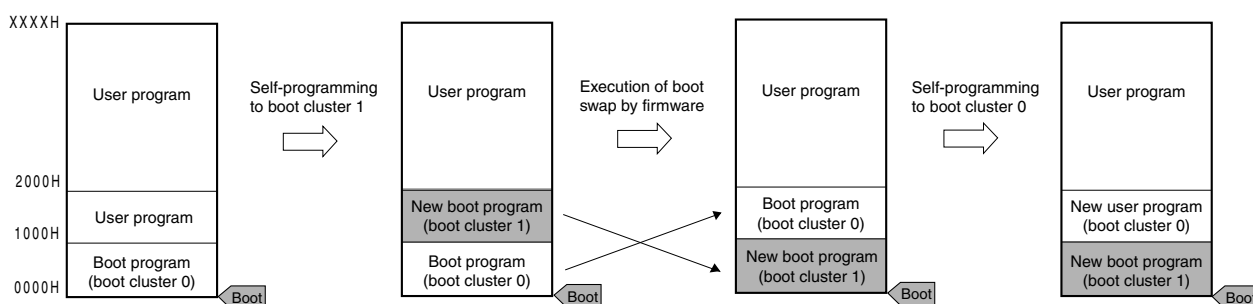 XXXXH
User program
2000H
User program
1000H
Boot program
(boot cluster 0)
0000H
Boot
Self-programming
to boot cluster 1
User program
New boot program
(boot cluster 1)
Boot program
(boot cluster 0)
Boot
Execution of boot
swap by firmware
User program
Boot program
(boot cluster 0)
New boot program
(boot cluster 1)
Boot
Self-programming
to boot cluster 0
User program
New user program
(boot cluster 0)
New boot program
(boot cluster 1)
Boot